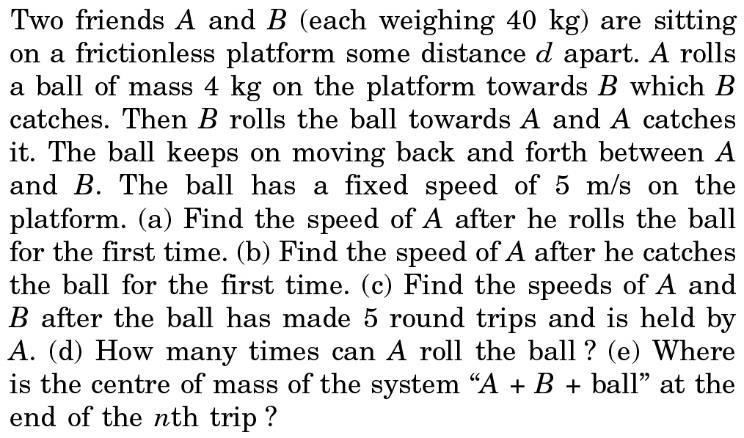 Two friends A and B (each weighing 40 kg) are sitting
on a frictionless platform some distance d apart. A rolls
a ball of mass 4 kg on the platform towards B which B
catches. Then B rolls the ball towards A and A catches
it. The ball keeps on moving back and forth between A
and B. The ball has a fixed speed of 5 m/s on the
platform. (a) Find the speed of A after he rolls the ball
for the first time. (b) Find the speed of A after he catches
the ball for the first time. (c) Find the speeds of A and
B after the ball has made 5 round trips and is held by
A. (d) How many times can A roll the ball ? (e) Where
is the centre of mass of the system “A + B + ball” at the
end of the nth trip ?